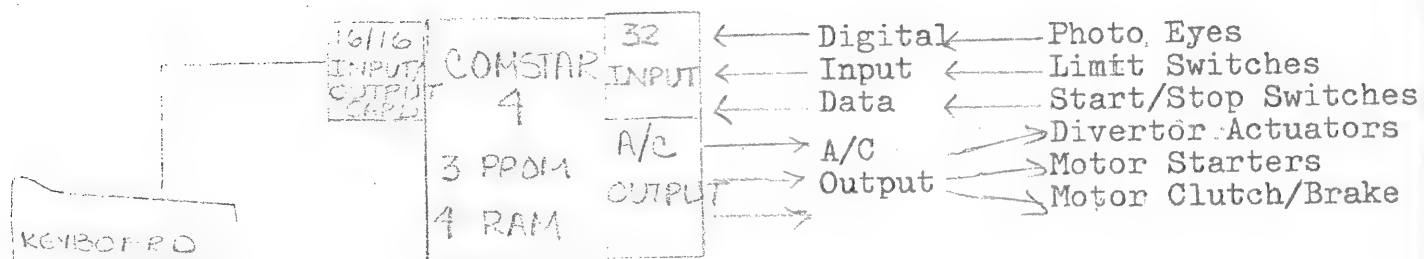 16/16
INPUT/
OUTPUT
COMSTAR
4
3 PROM
4 RAM
32
INPUT
A/C
OUTPUT
Digital
Input
Data
A/C
Output
Photo Eyes
Limit Switches
Start/Stop Switches
Divertor Actuators
Motor Starters
Motor Clutch/Brake
KEYBOARD